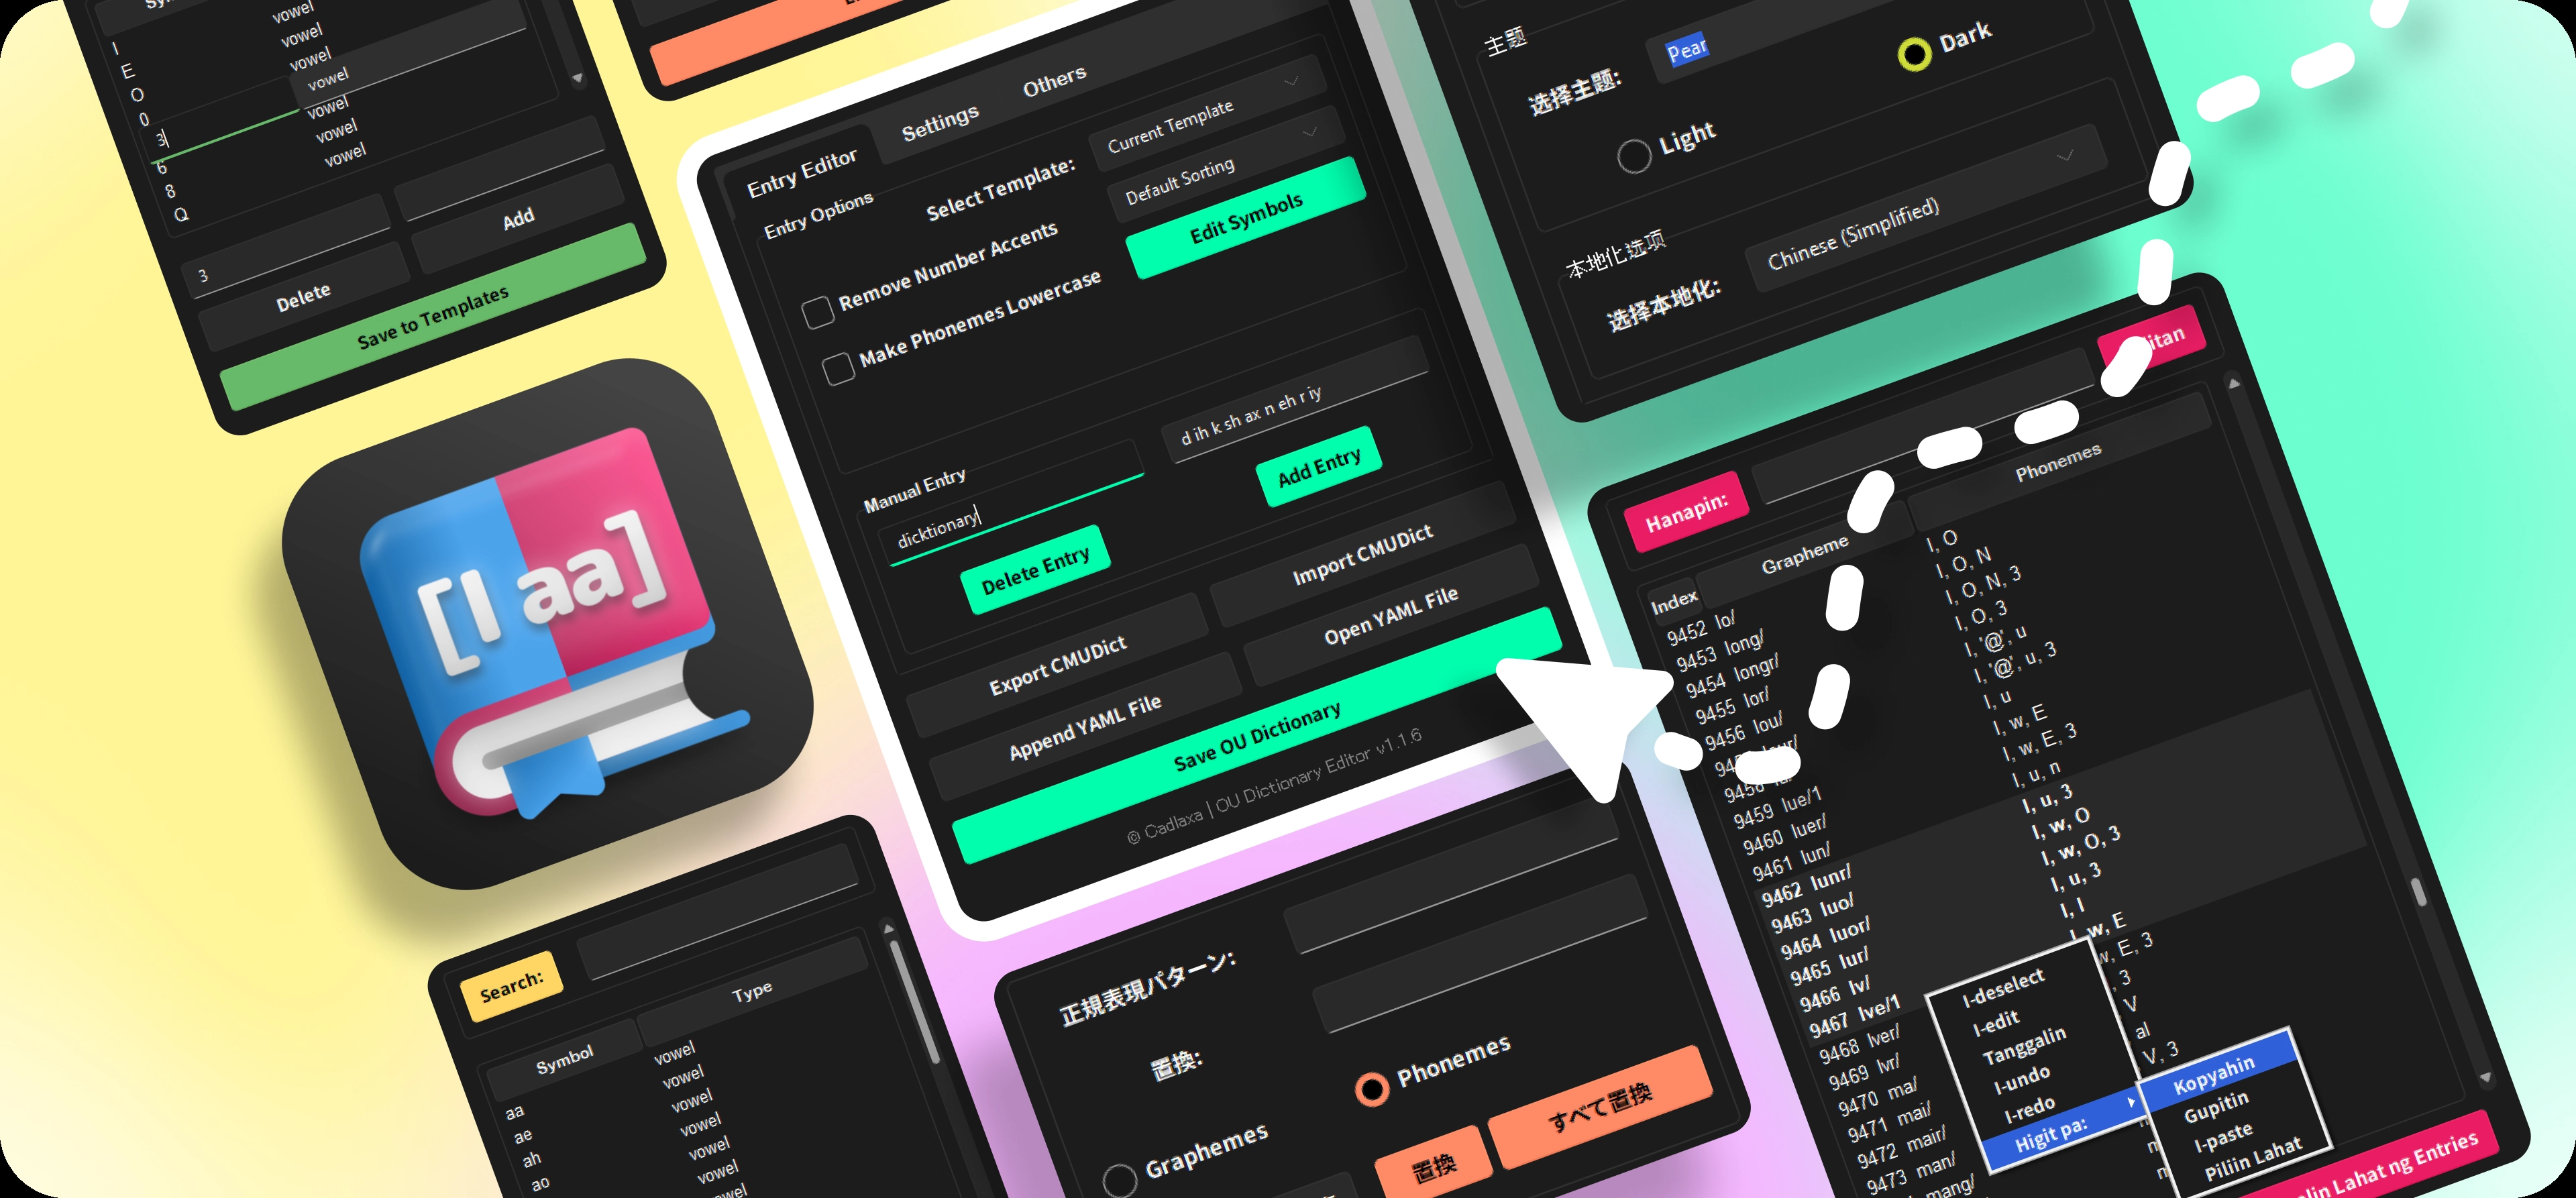 I
E
O
0
3
6
8
Q
vowel
vowel
vowel
vowel
vowel
vowel
vowel
3
Delete
Add
Save to Templates
[l aa]
Search:
Symbol
Type
aa
ae
ah
ao
vowel
vowel
vowel
vowel
vowel
vowel
Entry Editor
Settings
Others
Entry Options
Select Template:
Current Template
Default Sorting
Remove Number Accents
Edit Symbols
Make Phonemes Lowercase
Manual Entry
dicktionary
d ih k sh ax n eh r iy
Delete Entry
Add Entry
Export CMUDict
Import CMUDict
Append YAML File
Open YAML File
Save OU Dictionary
© Cadlaxa | OU Dictionary Editor v1.1.6
正規表現パターン:
置換:
Graphemes
Phonemes
置換
すべて置換
主题
选择主题:
Pear
Light
Dark
本地化选项
选择本地化:
Chinese (Simplified)
Hanapin:
Index
Grapheme
Phonemes
9452 lo/
9453 long/
9454 longr/
9455 lor/
9456 lou/
9459 lue/1
9460 luer/
9461 lun/
9462 lunr/
9463 luo/
9464 luor/
9465 lur/
9466 lv/
9467 lve/1
9468 lver/
9469 lvr/
9470 ma/
9471 mai/
9472 mair/
9473 man/
mang/
l, O
l, O, N
l, O, N, 3
l, O, 3
l, '@', u
l, '@', u, 3
l, u
l, w, E
l, w, E, 3
l, u, n
l, u, 3
l, w, O
l, w, O, 3
l, u, 3
l, l
l, w, E
w, E, 3
, 3
V
al
V, 3
I-deselect
I-edit
Tanggalin
I-undo
I-redo
Higit pa:
Kopyahin
Gupitin
I-paste
Piliin Lahat
Lahat ng Entries